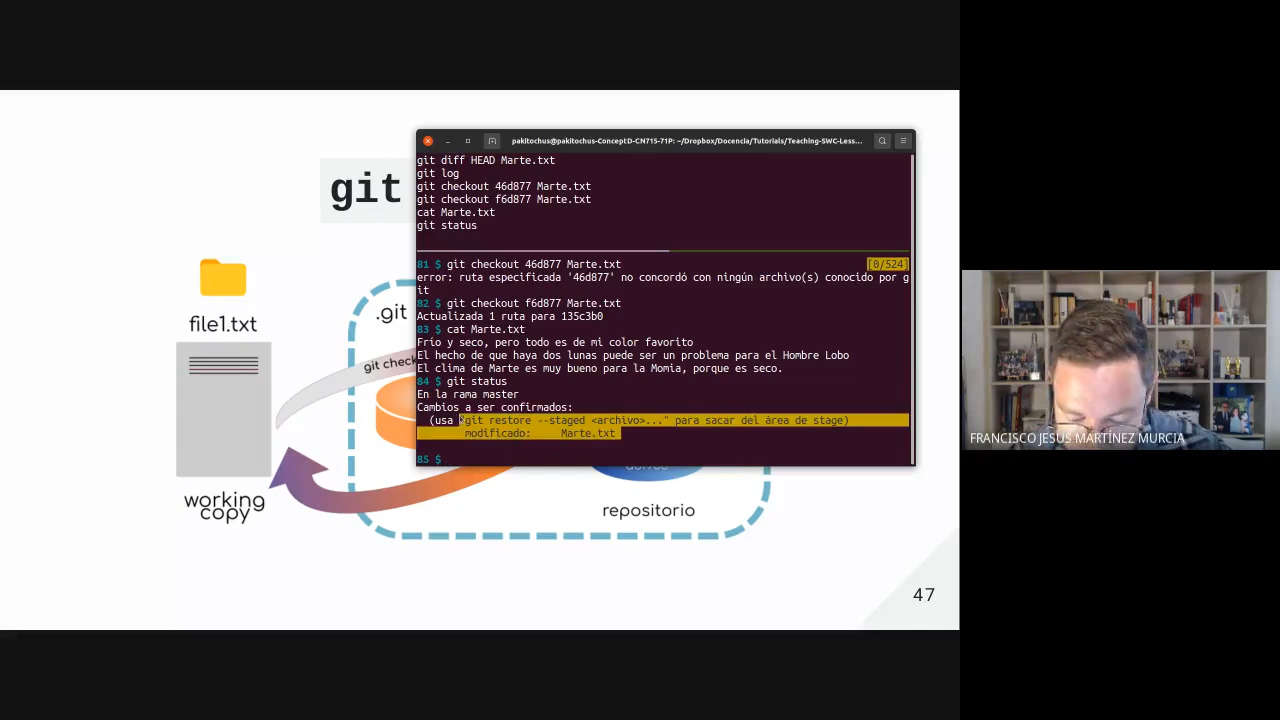 git
file1.txt
working
copy
.git
git chec
repositorio
47
pakitochus@pakitochus-ConceptD-CN715-71P: ~/Dropbox/Docencia/Tutorials/Teaching-SWC-Less...
git diff HEAD Marte.txt
git log
git checkout 46d877 Marte.txt
git checkout f6d877 Marte.txt
cat Marte.txt
git status
81 $ git checkout 46d877 Marte.txt [0/524]
error: ruta especificada '46d877' no concordó con ningún archivo(s) conocido por g
it
82 $ git checkout f6d877 Marte.txt
Actualizada 1 ruta para 135c3b0
83 $ cat Marte.txt
Frío y seco, pero todo es de mi color favorito
El hecho de que haya dos lunas puede ser un problema para el Hombre Lobo
El clima de Marte es muy bueno para la Momia, porque es seco.
84 $ git status
En la rama master
Cambios a ser confirmados:
(usa "git restore --staged <archivo>..." para sacar del área de stage)
modificado: Marte.txt
85 $
FRANCISCO JESUS MARTÍNEZ MURCIA